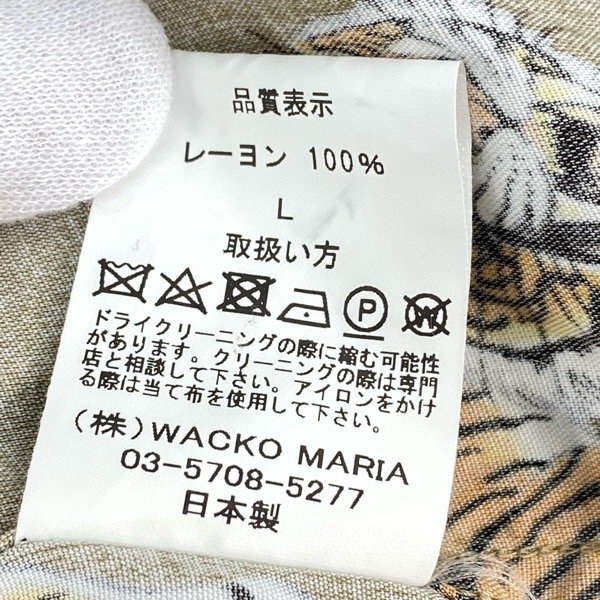 品質表示
レーヨン 100%
L
取扱い方
P W
ドライクリーニングの際に縮む可能性
があります。クリーニングの際は専門
店と相談して下さい。アイロンをかけ
る際は当て布を使用して下い。
(株)WACKO MARIA
03-5708-5277
日本製